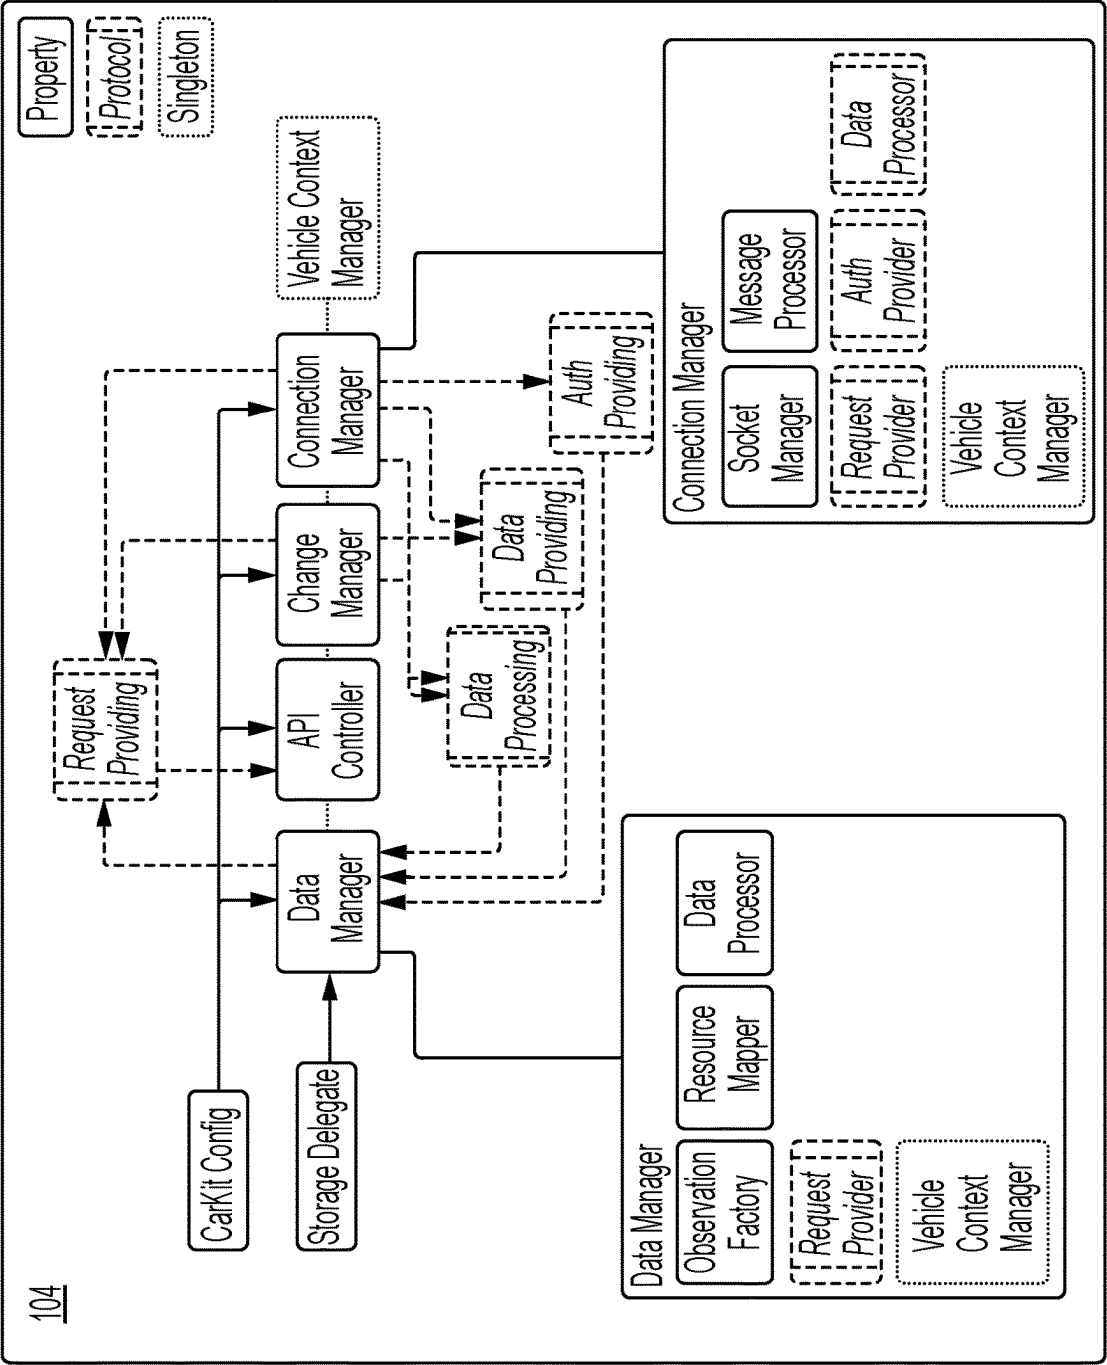 104
Property
Protocol
Singleton
Request
Providing
CarKit Config
Storage Delegate
Data
Manager
API
Controller
Change
Manager
Connection
Manager
Vehicle Context
Manager
Data
Processing
Data
Providing
Auth
Providing
Data Manager
Observation
Factory
Resource
Mapper
Data
Processor
Request
Provider
Vehicle
Context
Manager
Connection Manager
Socket
Manager
Message
Processor
Request
Provider
Auth
Provider
Data
Processor
Vehicle
Context
Manager